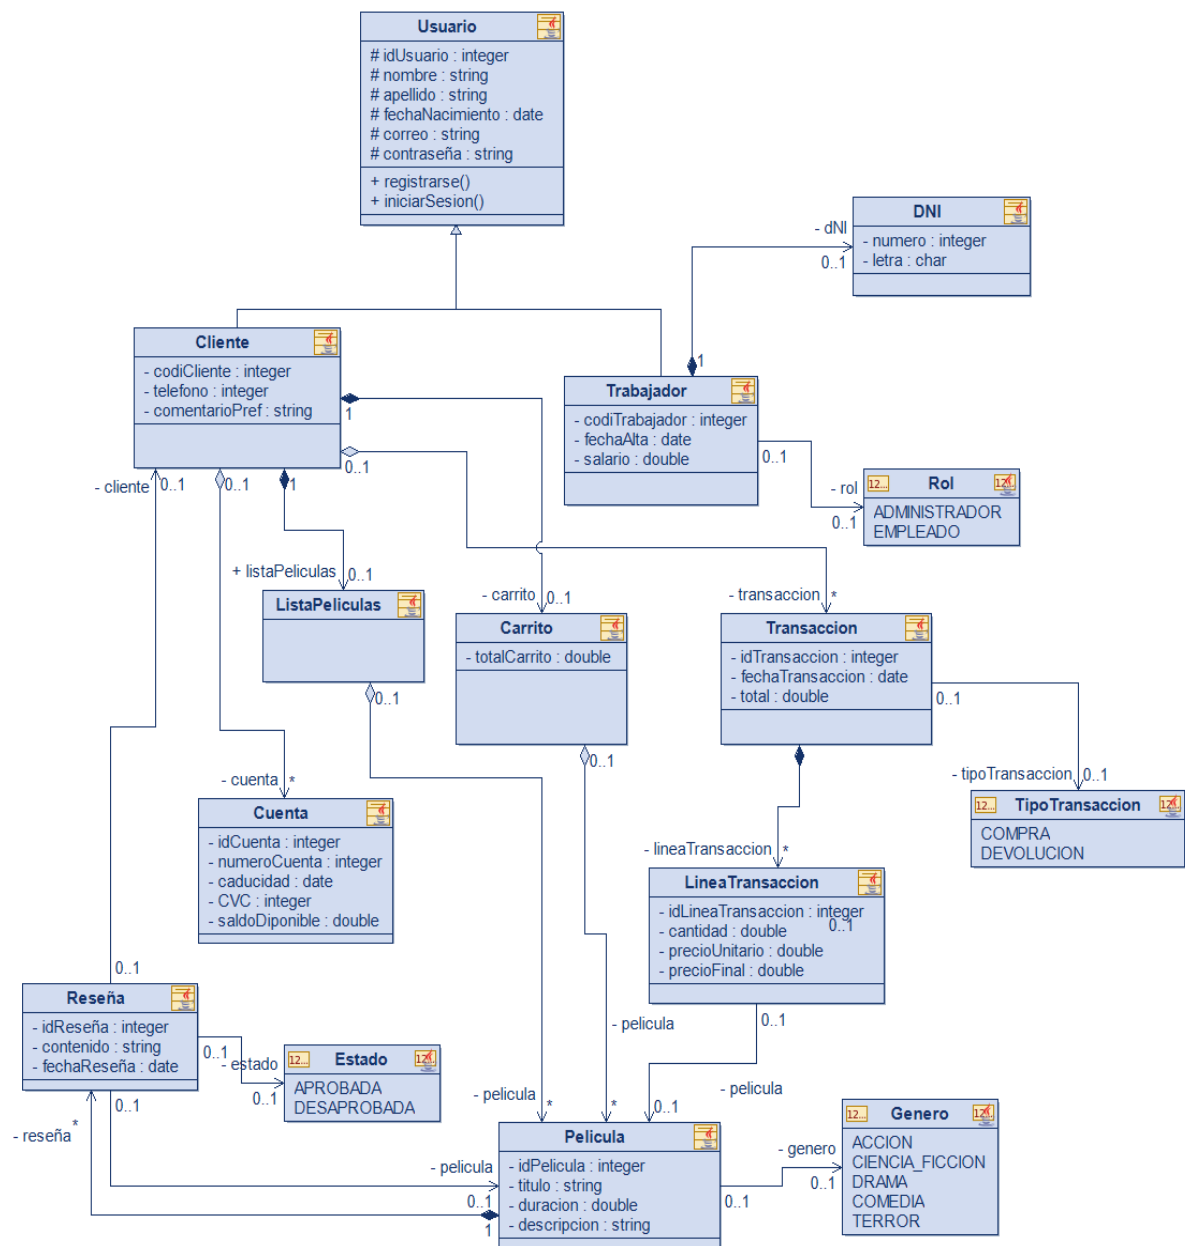 Usuario
# idUsuario : integer
# nombre : string
# apellido : string
# fechaNacimiento : date
# correo : string
# contraseña : string
+ registrarse()
+ iniciarSesion()
DNI
- numero : integer
- letra : char
- dNI
0..1
1
Cliente
- codiCliente : integer
- telefono : integer
- comentarioPref : string
1
0..1
Trabajador
- codiTrabajador : integer
- fechaAlta : date
- salario : double
0..1
- rol
0..1
12...
Rol
12...
ADMINISTRADOR
EMPLEADO
- cliente
0..1
0..1
1
+ listaPeliculas
0..1
ListaPeliculas
0..1
- carrito
0..1
Carrito
- totalCarrito : double
0..1
- transaccion
*
Transaccion
- idTransaccion : integer
- fechaTransaccion : date
- total : double
0..1
- tipoTransaccion
0..1
12...
TipoTransaccion
12...
COMPRA
DEVOLUCION
- cuenta
*
Cuenta
- idCuenta : integer
- numeroCuenta : integer
- caducidad : date
- CVC : integer
- saldoDiponible : double
- lineaTransaccion
*
LineaTransaccion
- idLineaTransaccion : integer
- cantidad : double
0..1
- precioUnitario : double
- precioFinal : double
0..1
0..1
Reseña
- idReseña : integer
- contenido : string
- fechaReseña : date
0..1
- estado
0..1
12...
Estado
12...
APROBADA
DESAPROBADA
0..1
*
- reseña
- pelicula
*
- pelicula
*
- pelicula
0..1
- pelicula
0..1
1
Pelicula
- idPelicula : integer
- titulo : string
- duracion : double
- descripcion : string
0..1
- genero
0..1
12...
Genero
12...
ACCION
CIENCIA_FICCION
DRAMA
COMEDIA
TERROR